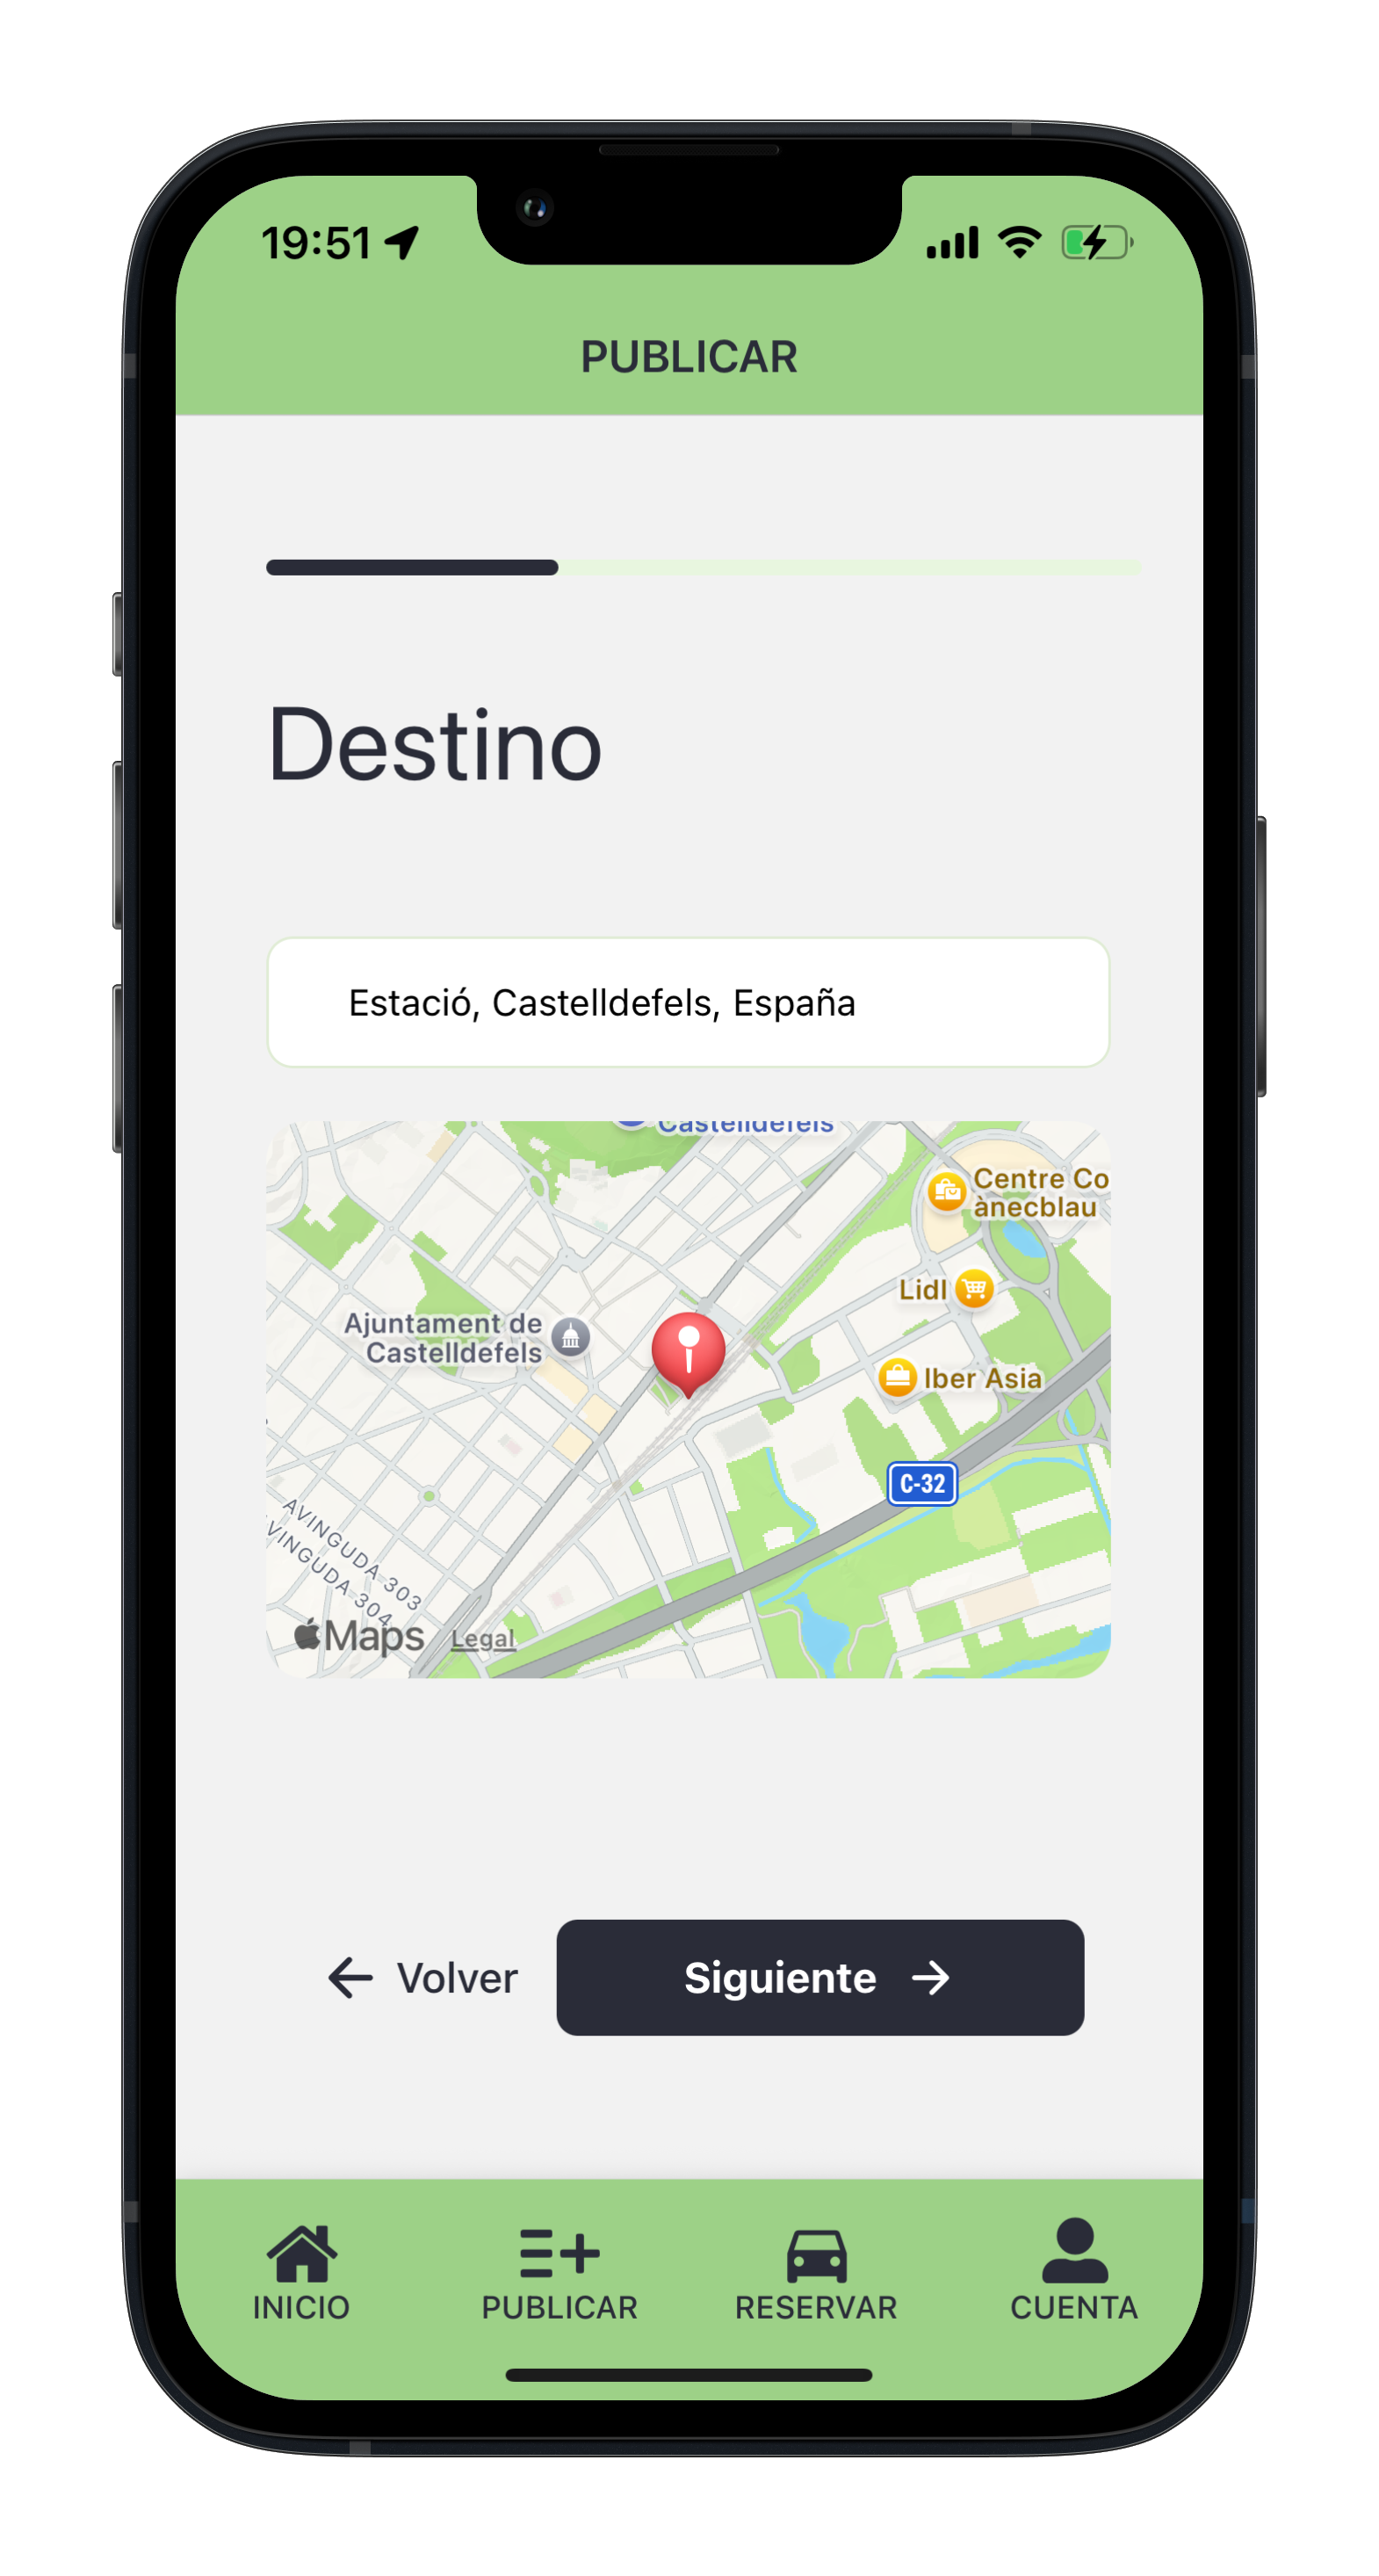 19:51
PUBLICAR
Destino
Estació, Castelldefels, España
Castelldefels
Centre Co
ànecblau
Lidl
Ajuntament de
Castelldefels
Iber Asia
C-32
AVINGUDA 303
VINGUDA 304
Maps Legal
Volver
Siguiente
INICIO
PUBLICAR
RESERVAR
CUENTA